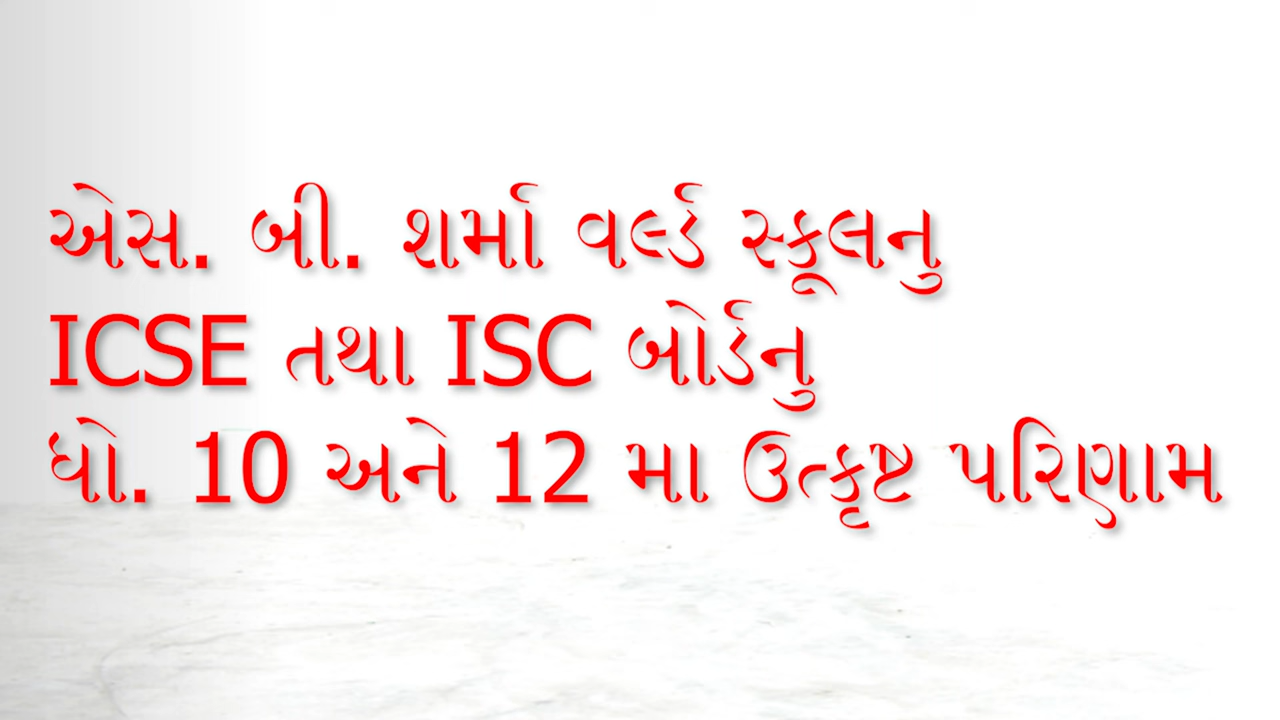 એસ. બી. શર્મા વર્લ્ડ સ્કૂલનુ
ICSE તથા ISC બોર્ડનુ
ધો. 10 અને 12 મા ઉત્કૃષ્ટ પરિણામ